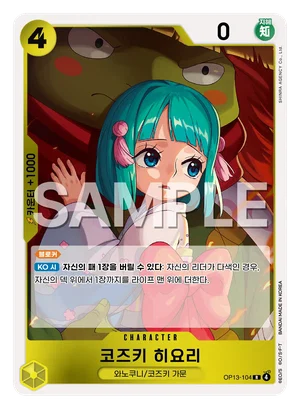 4
0
지혜
知
카운터 +1000
SAMPLE
블로커
KO 시 자신의 패 1장을 버릴 수 있다: 자신의 리더가 다색인 경우,
자신의 덱 위에서 1장까지를 라이프 맨 위에 더한다.
CHARACTER
코즈키 히요리
와노쿠니/코즈키 가문
OP13-104 R
BANDAI MADE IN KOREA